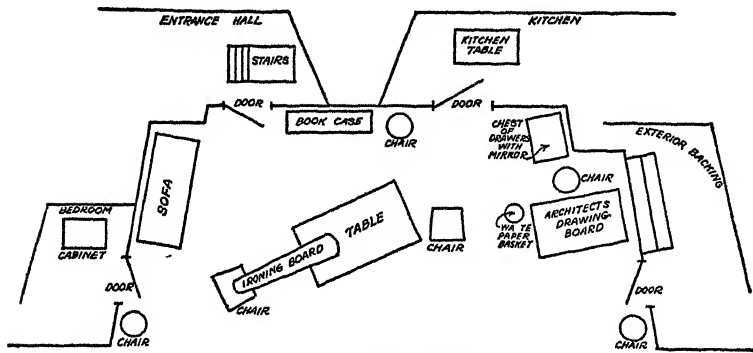 ENTRANCE HALL
KITCHEN
STAIRS
KITCHEN
TABLE
DOOR
DOOR
BOOK CASE
CHAIR
CHEST
OF
DRAWERS
WITH
MIRROR
EXTERIOR BACKING
SOFA
CHAIR
BEDROOM
CABINET
TABLE
IRONING BOARD
CHAIR
CHAIR
WA TE
PAPER
BASKET
ARCHITECTS
DRAWING-
BOARD
DOOR
DOOR
CHAIR
CHAIR